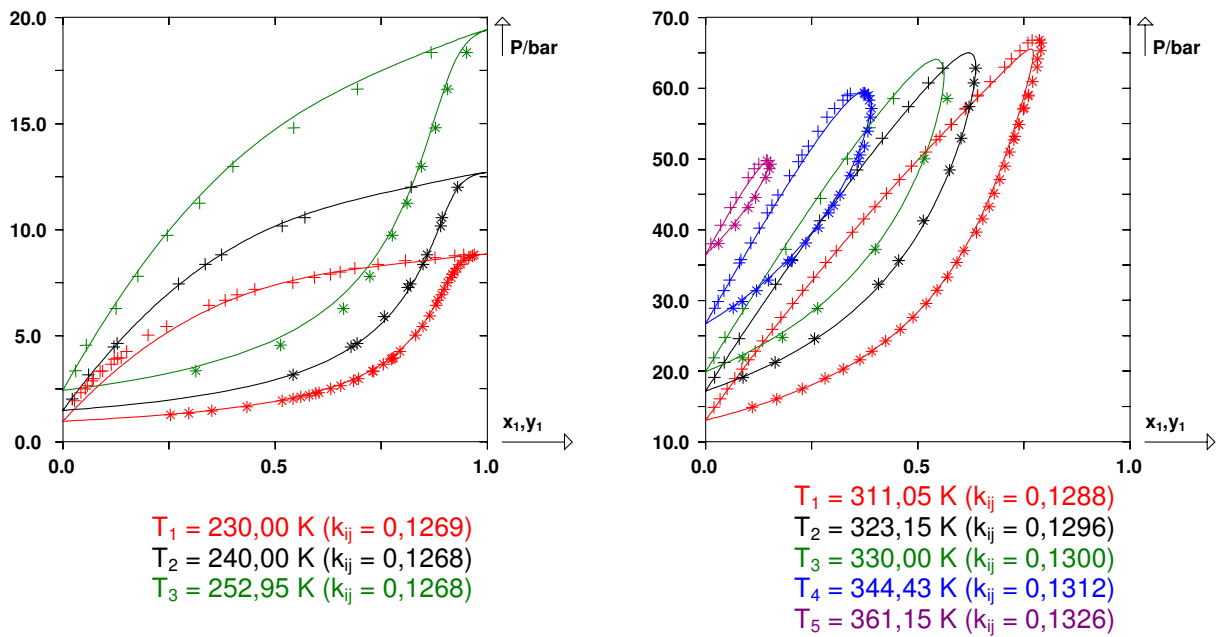 20.0
P/bar
15.0
10.0
5.0
x₁,y₁
0.0
0.0 0.5 1.0
T₁ = 230,00 K (kᵢⱼ = 0,1269)
T₂ = 240,00 K (kᵢⱼ = 0,1268)
T₃ = 252,95 K (kᵢⱼ = 0,1268)
70.0
P/bar
60.0
50.0
40.0
30.0
20.0
x₁,y₁
10.0
0.0 0.5 1.0
T₁ = 311,05 K (kᵢⱼ = 0,1288)
T₂ = 323,15 K (kᵢⱼ = 0,1296)
T₃ = 330,00 K (kᵢⱼ = 0,1300)
T₄ = 344,43 K (kᵢⱼ = 0,1312)
T₅ = 361,15 K (kᵢⱼ = 0,1326)